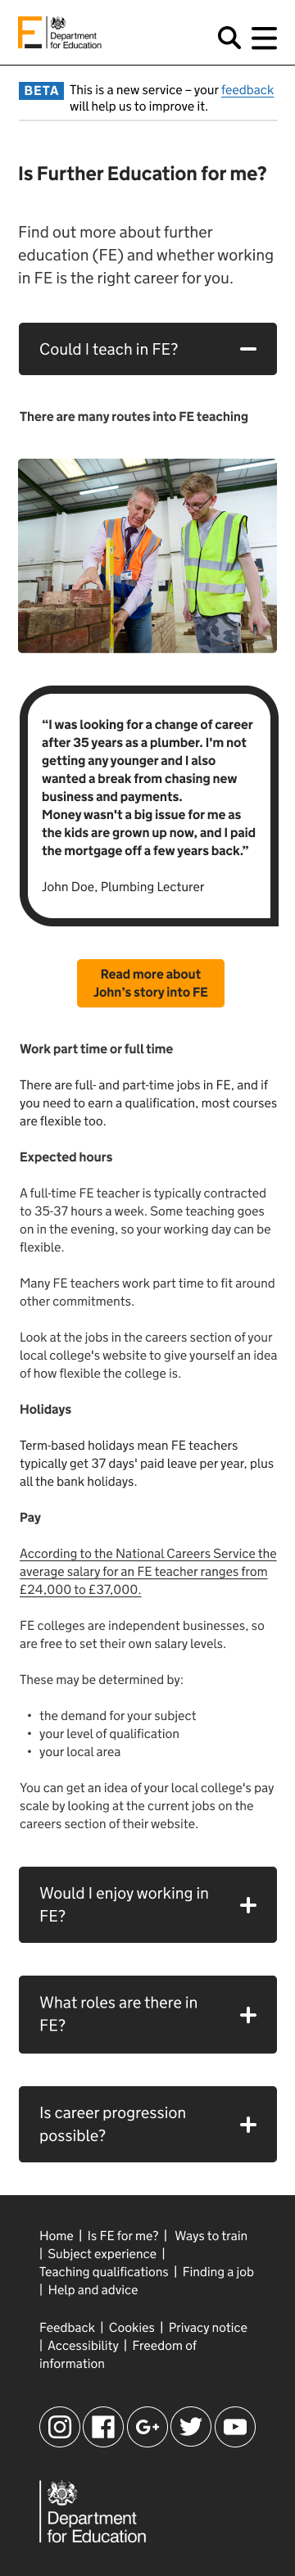 E Department
for Education
BETA This is a new service – your feedback
will help us to improve it.
Is Further Education for me?
Find out more about further
education (FE) and whether working
in FE is the right career for you.
Could I teach in FE?
There are many routes into FE teaching
“I was looking for a change of career
after 35 years as a plumber. I'm not
getting any younger and I also
wanted a break from chasing new
business and payments.
Money wasn't a big issue for me as
the kids are grown up now, and I paid
the mortgage off a few years back.”
John Doe, Plumbing Lecturer
Read more about
John’s story into FE
Work part time or full time
There are full- and part-time jobs in FE, and if
you need to earn a qualification, most courses
are flexible too.
Expected hours
A full-time FE teacher is typically contracted
to 35-37 hours a week. Some teaching goes
on in the evening, so your working day can be
flexible.
Many FE teachers work part time to fit around
other commitments.
Look at the jobs in the careers section of your
local college's website to give yourself an idea
of how flexible the college is.
Holidays
Term-based holidays mean FE teachers
typically get 37 days' paid leave per year, plus
all the bank holidays.
Pay
According to the National Careers Service the
average salary for an FE teacher ranges from
£24,000 to £37,000.
FE colleges are independent businesses, so
are free to set their own salary levels.
These may be determined by:
• the demand for your subject
• your level of qualification
• your local area
You can get an idea of your local college's pay
scale by looking at the current jobs on the
careers section of their website.
Would I enjoy working in
FE?
What roles are there in
FE?
Is career progression
possible?
Home | Is FE for me? | Ways to train
| Subject experience |
Teaching qualifications | Finding a job
| Help and advice
Feedback | Cookies | Privacy notice
| Accessibility | Freedom of
information
G+
Department
for Education